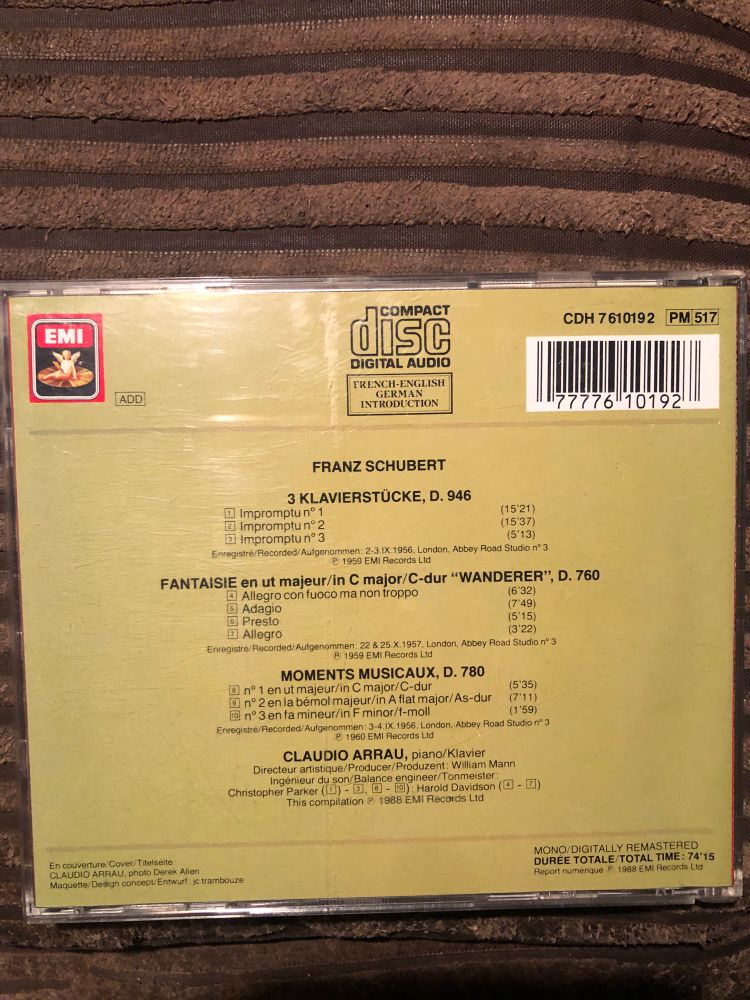 EMI
ADD
COMPACT
disc
DIGITAL AUDIO
FRENCH-ENGLISH
GERMAN
INTRODUCTION
CDH 7 61019 2 PM 517
77776 10192
FRANZ SCHUBERT
3 KLAVIERSTÜCKE, D. 946
1 Impromptu n° 1 (15'21)
2 Impromptu n° 2 (15'37)
3 Impromptu n° 3 (5'13)
Enregistré/Recorded/Aufgenommen: 2-3.IX.1956, London, Abbey Road Studio n° 3
℗ 1959 EMI Records Ltd
FANTAISIE en ut majeur/in C major/C-dur "WANDERER", D. 760
4 Allegro con fuoco ma non troppo (6'32)
5 Adagio (7'49)
6 Presto (5'15)
7 Allegro (3'22)
Enregistré/Recorded/Aufgenommen: 22 & 25.X.1957, London, Abbey Road Studio n° 3
℗ 1959 EMI Records Ltd
MOMENTS MUSICAUX, D. 780
8 n° 1 en ut majeur/in C major/C-dur (5'35)
9 n° 2 en la bémol majeur/in A flat major/As-dur (7'11)
10 n° 3 en fa mineur/in F minor/f-moll (1'59)
Enregistré/Recorded/Aufgenommen: 3-4.IX.1956, London, Abbey Road Studio n° 3
℗ 1960 EMI Records Ltd
CLAUDIO ARRAU, piano/Klavier
Directeur artistique/Producer/Produzent: William Mann
Ingénieur du son/Balance engineer/Tonmeister:
Christopher Parker (1 - 3, 8 - 10): Harold Davidson (4 - 7)
This compilation ℗ 1988 EMI Records Ltd
En couverture/Cover/Titelseite
CLAUDIO ARRAU, photo Derek Allen
Maquette/Design concept/Entwurf: jc trambouze
MONO/DIGITALLY REMASTERED
DURÉE TOTALE/TOTAL TIME: 74'15
Report numérique ℗ 1988 EMI Records Ltd